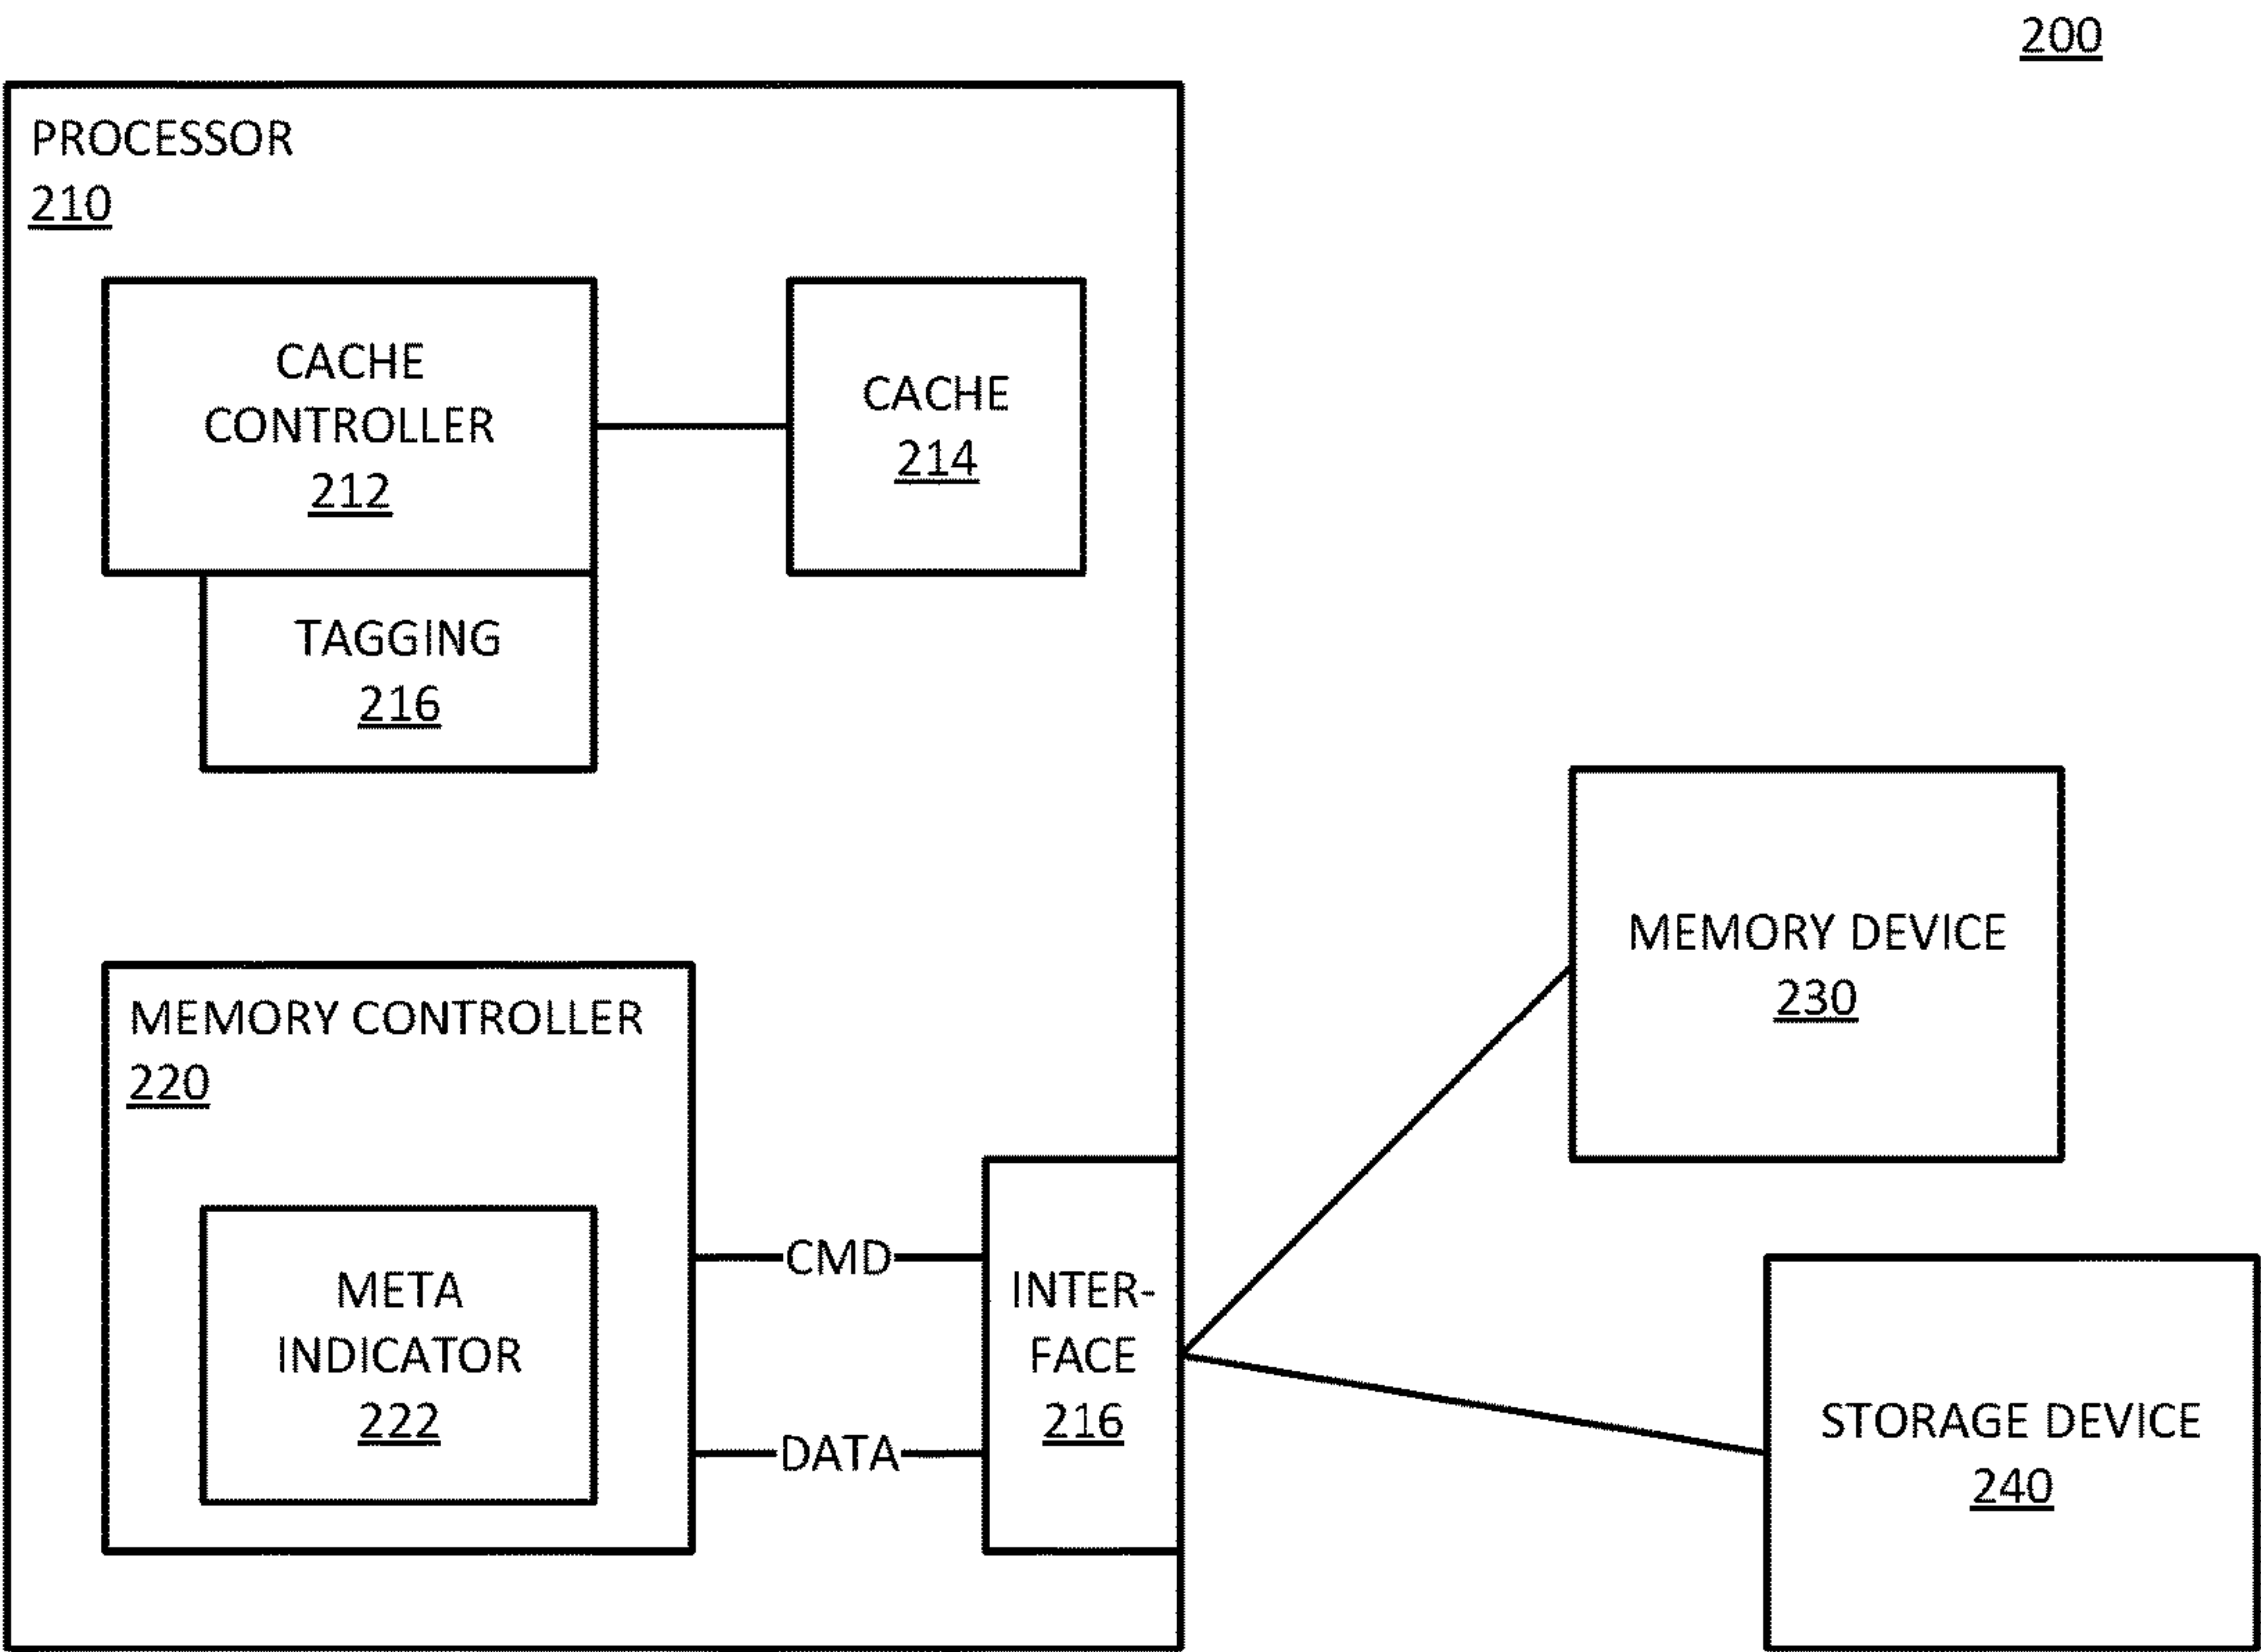 200
PROCESSOR
210
CACHE
CONTROLLER
212
CACHE
214
TAGGING
216
MEMORY CONTROLLER
220
META
INDICATOR
222
CMD
DATA
INTER-
FACE
216
MEMORY DEVICE
230
STORAGE DEVICE
240